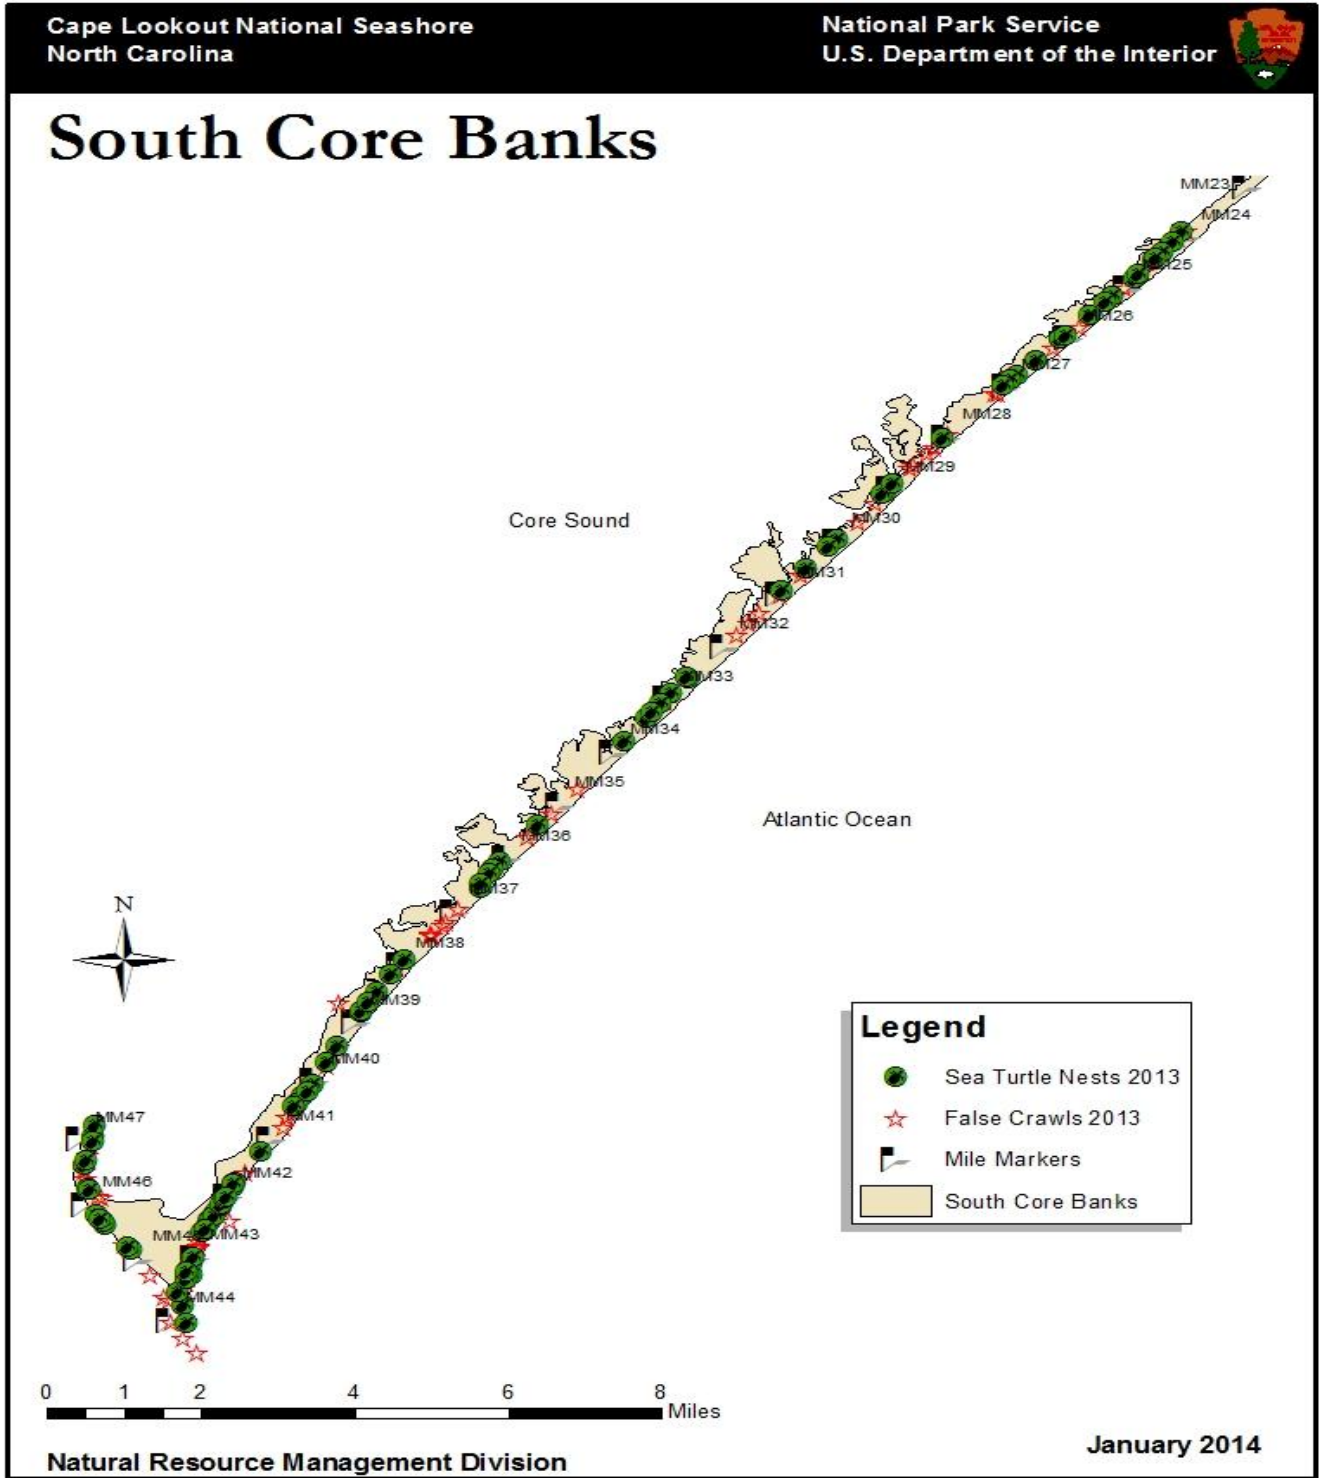 Cape Lookout National Seashore
North Carolina
National Park Service
U.S. Department of the Interior
South Core Banks
MM23
MM24
MM25
MM26
MM27
MM28
MM29
MM30
MM31
MM32
MM33
MM34
MM35
MM36
MM37
MM38
MM39
MM40
MM41
MM42
MM43
MM44
MM46
MM47
Core Sound
Atlantic Ocean
N
Legend
Sea Turtle Nests 2013
False Crawls 2013
Mile Markers
South Core Banks
0 1 2 4 6 8
Miles
January 2014
Natural Resource Management Division